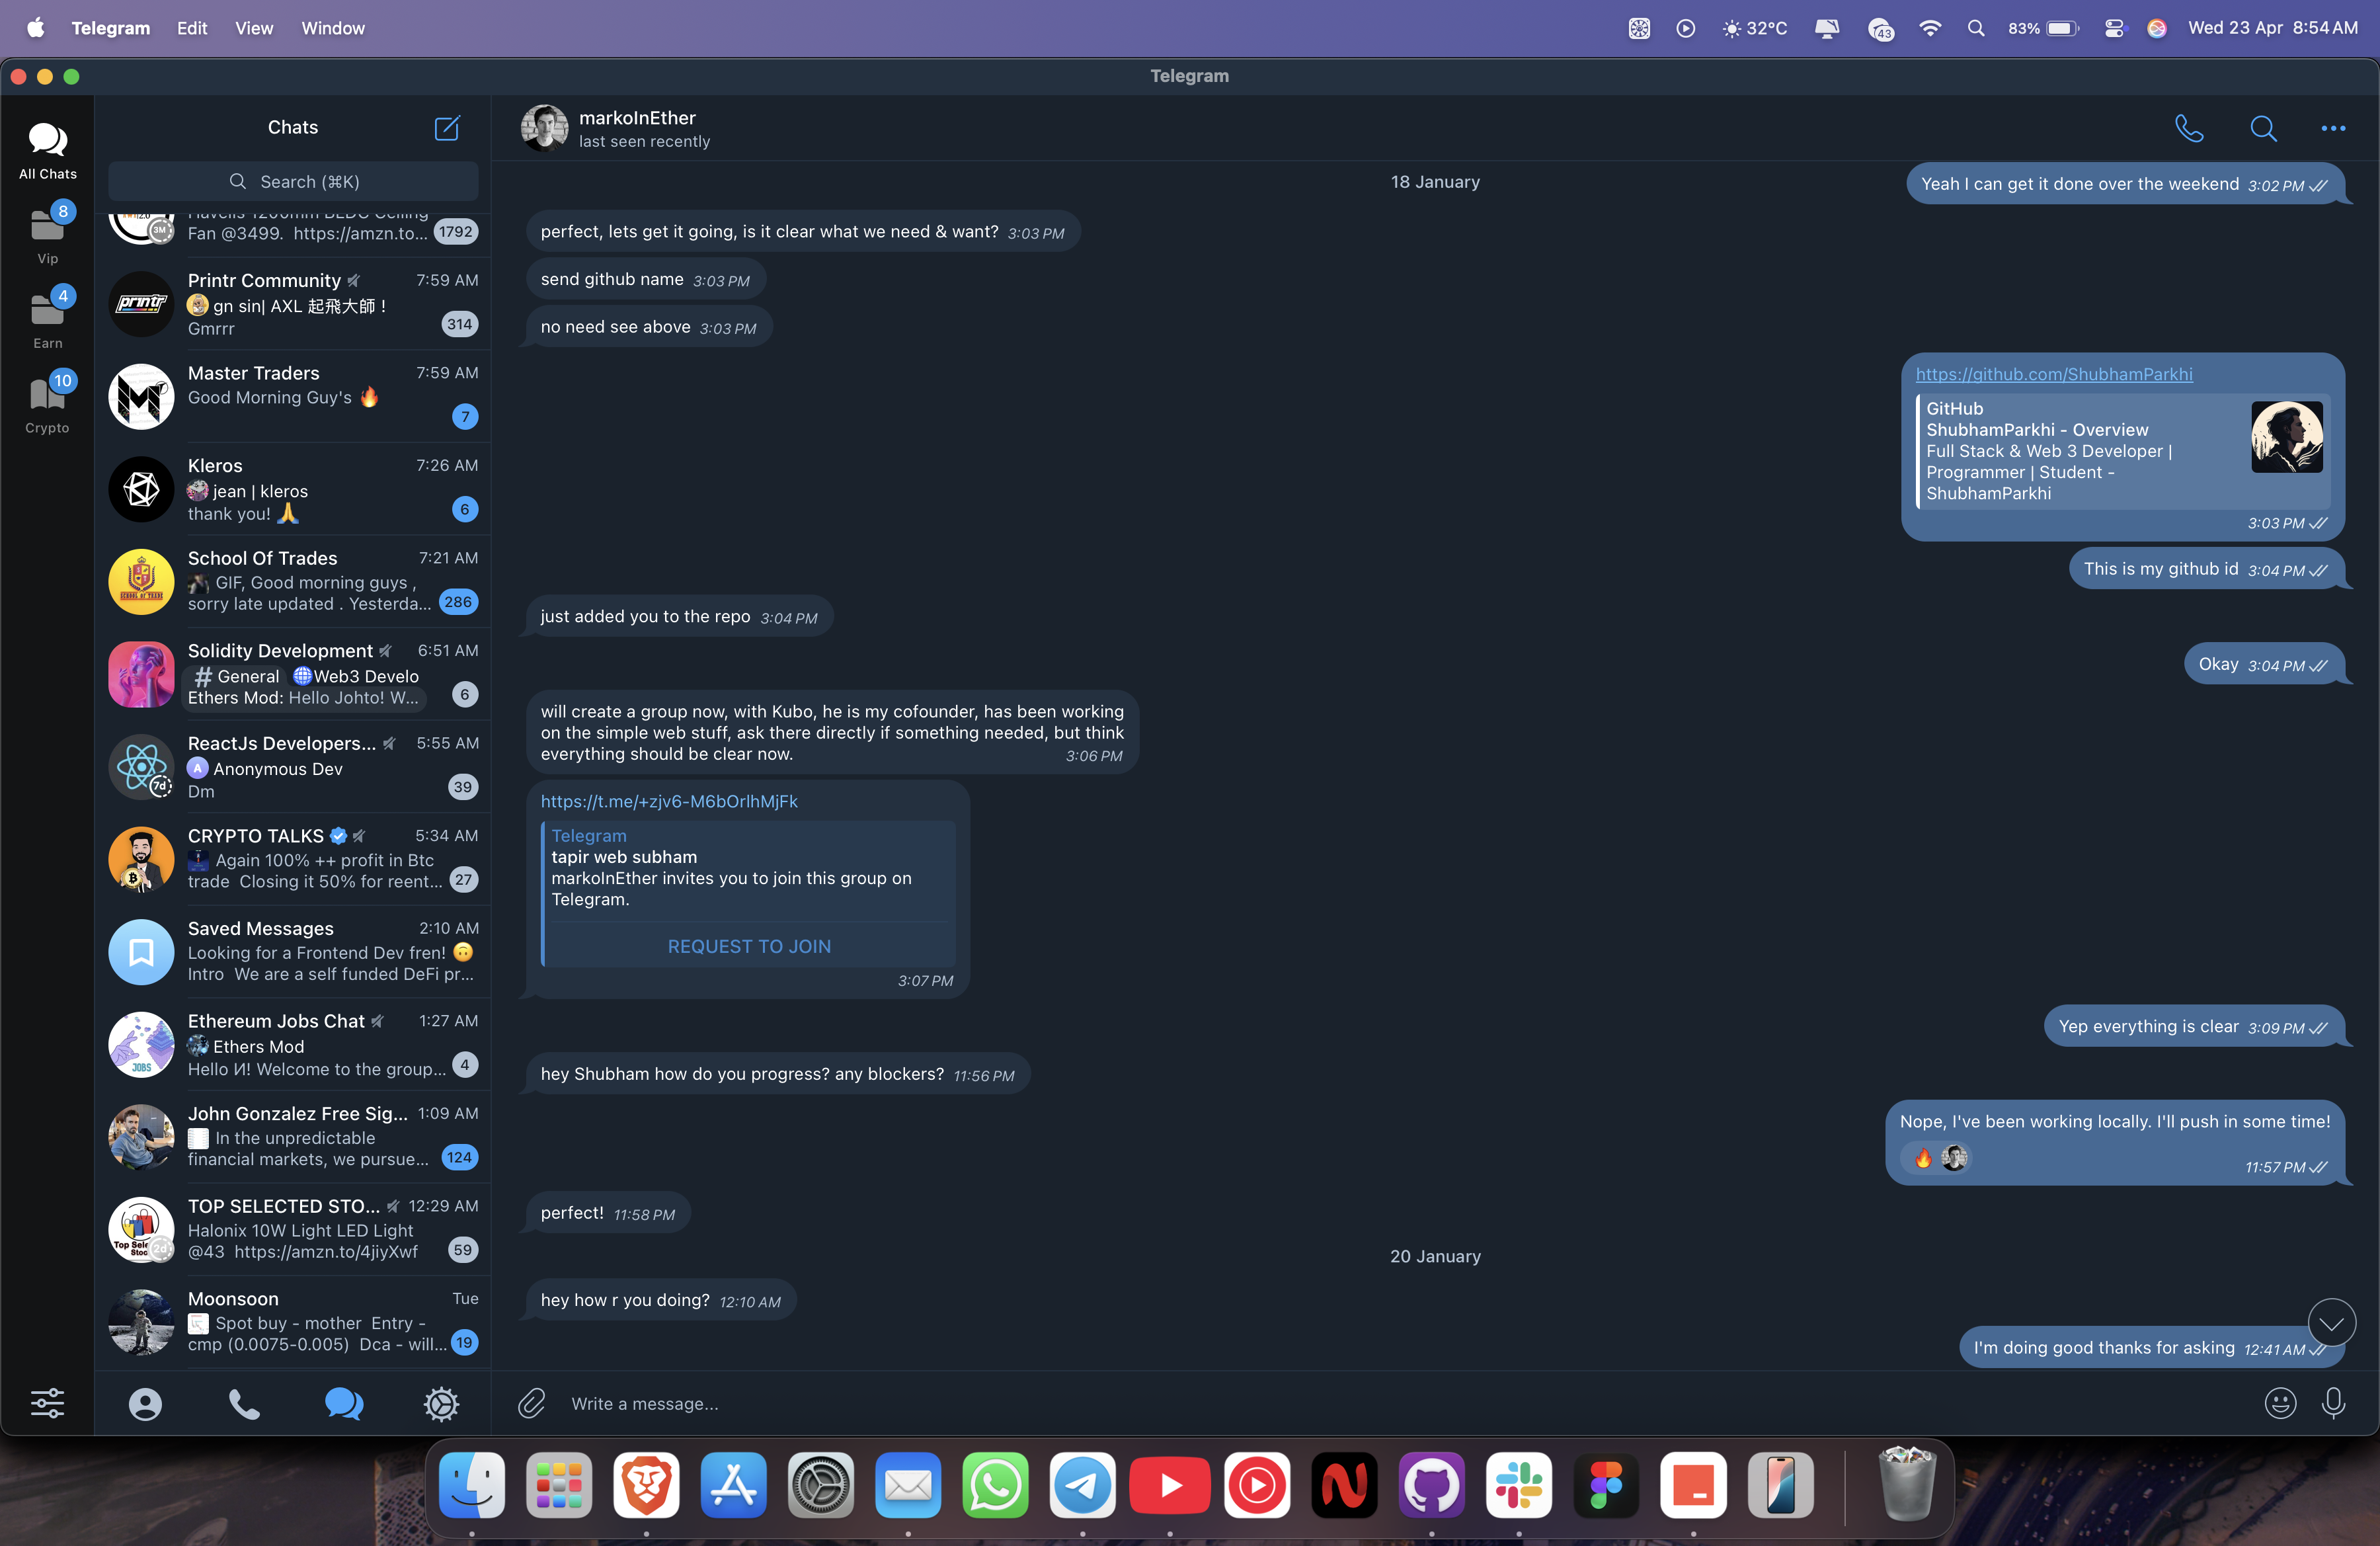 Telegram Edit View Window
32°C 43 83% Wed 23 Apr 8:54 AM
Telegram
All Chats
8
Vip
4
Earn
10
Crypto
Chats
Search (⌘K)
3M
Fan @3499. https://amzn.to... 1792
Printr Community 7:59 AM
printr
gn sin| AXL 起飛大師 !
Gmrrr 314
Master Traders 7:59 AM
Good Morning Guy's 🔥
7
Kleros 7:26 AM
jean | kleros
thank you! 🙏 6
School Of Trades 7:21 AM
GIF, Good morning guys ,
sorry late updated . Yesterda... 286
Solidity Development 6:51 AM
# General 🌐Web3 Develo
Ethers Mod: Hello Johto! W... 6
ReactJs Developers... 5:55 AM
A Anonymous Dev
7d
Dm 39
CRYPTO TALKS 5:34 AM
Again 100% ++ profit in Btc
trade Closing it 50% for reent... 27
Saved Messages 2:10 AM
Looking for a Frontend Dev fren! 🙃
Intro We are a self funded DeFi pr...
Ethereum Jobs Chat 1:27 AM
Ethers Mod
JOBS
Hello И! Welcome to the group... 4
John Gonzalez Free Sig... 1:09 AM
In the unpredictable
financial markets, we pursue... 124
TOP SELECTED STO... 12:29 AM
Halonix 10W Light LED Light
2d
@43 https://amzn.to/4jiyXwf 59
Moonsoon Tue
Spot buy - mother Entry -
cmp (0.0075-0.005) Dca - will... 19
markoInEther
last seen recently
18 January
Yeah I can get it done over the weekend 3:02 PM
perfect, lets get it going, is it clear what we need & want? 3:03 PM
send github name 3:03 PM
no need see above 3:03 PM
https://github.com/ShubhamParkhi
GitHub
ShubhamParkhi - Overview
Full Stack & Web 3 Developer |
Programmer | Student -
ShubhamParkhi
3:03 PM
This is my github id 3:04 PM
just added you to the repo 3:04 PM
Okay 3:04 PM
will create a group now, with Kubo, he is my cofounder, has been working
on the simple web stuff, ask there directly if something needed, but think
everything should be clear now. 3:06 PM
https://t.me/+zjv6-M6bOrlhMjFk
Telegram
tapir web subham
markoInEther invites you to join this group on
Telegram.
REQUEST TO JOIN
3:07 PM
Yep everything is clear 3:09 PM
hey Shubham how do you progress? any blockers? 11:56 PM
Nope, I've been working locally. I'll push in some time!
🔥 11:57 PM
perfect! 11:58 PM
20 January
hey how r you doing? 12:10 AM
I'm doing good thanks for asking 12:41 AM
Write a message...